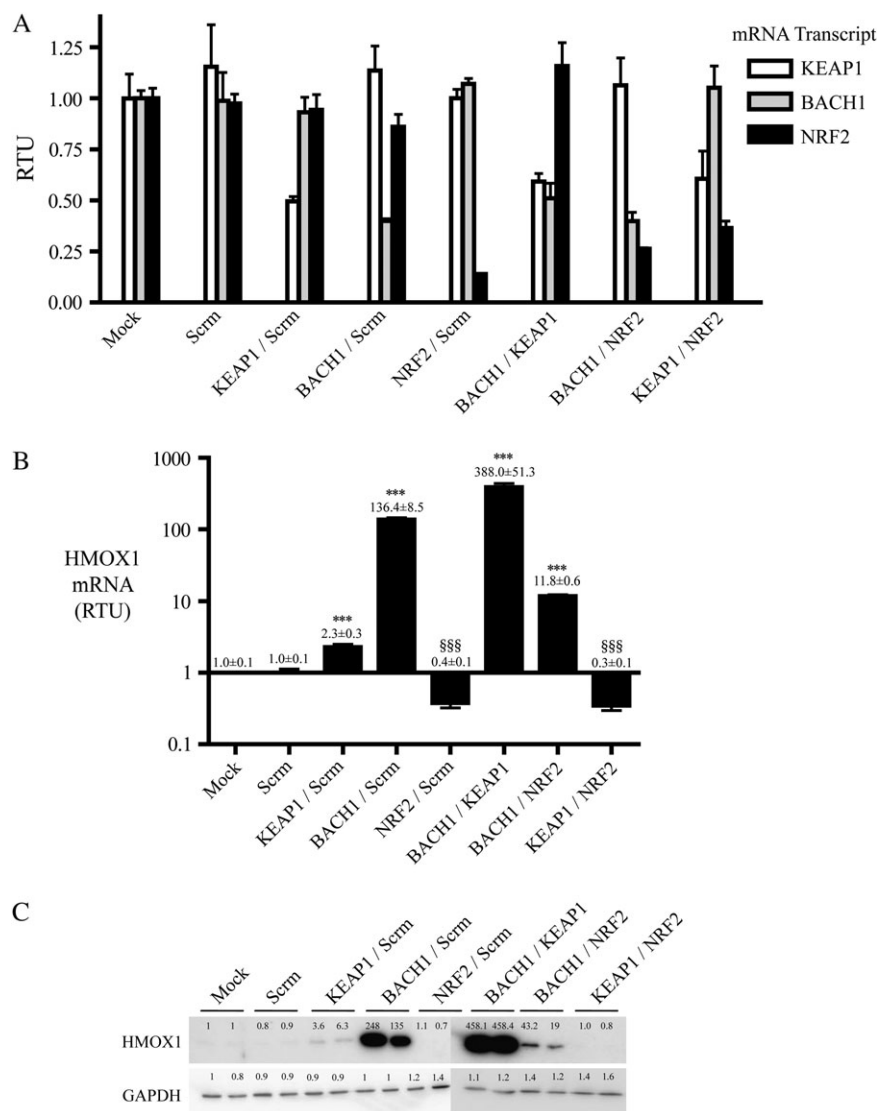 A
mRNA Transcript
KEAP1
BACH1
NRF2
RTU
1.25
1.00
0.75
0.50
0.25
0.00
Mock
Scrm
KEAP1 / Scrm
BACH1 / Scrm
NRF2 / Scrm
BACH1 / KEAP1
BACH1 / NRF2
KEAP1 / NRF2
B
HMOX1
mRNA
(RTU)
1000
100
10
1
0.1
1.0±0.1
1.0±0.1
***
2.3±0.3
***
136.4±8.5
§§§
0.4±0.1
***
388.0±51.3
***
11.8±0.6
§§§
0.3±0.1
Mock
Scrm
KEAP1 / Scrm
BACH1 / Scrm
NRF2 / Scrm
BACH1 / KEAP1
BACH1 / NRF2
KEAP1 / NRF2
C
Mock
Scrm
KEAP1 / Scrm
BACH1 / Scrm
NRF2 / Scrm
BACH1 / KEAP1
BACH1 / NRF2
KEAP1 / NRF2
HMOX1
1 1 0.8 0.9 3.6 6.3 248 135 1.1 0.7 458.1 458.4 43.2 19 1.0 0.8
GAPDH
1 0.8 0.9 0.9 0.9 0.9 1 1 1.2 1.4 1.1 1.2 1.4 1.2 1.4 1.6